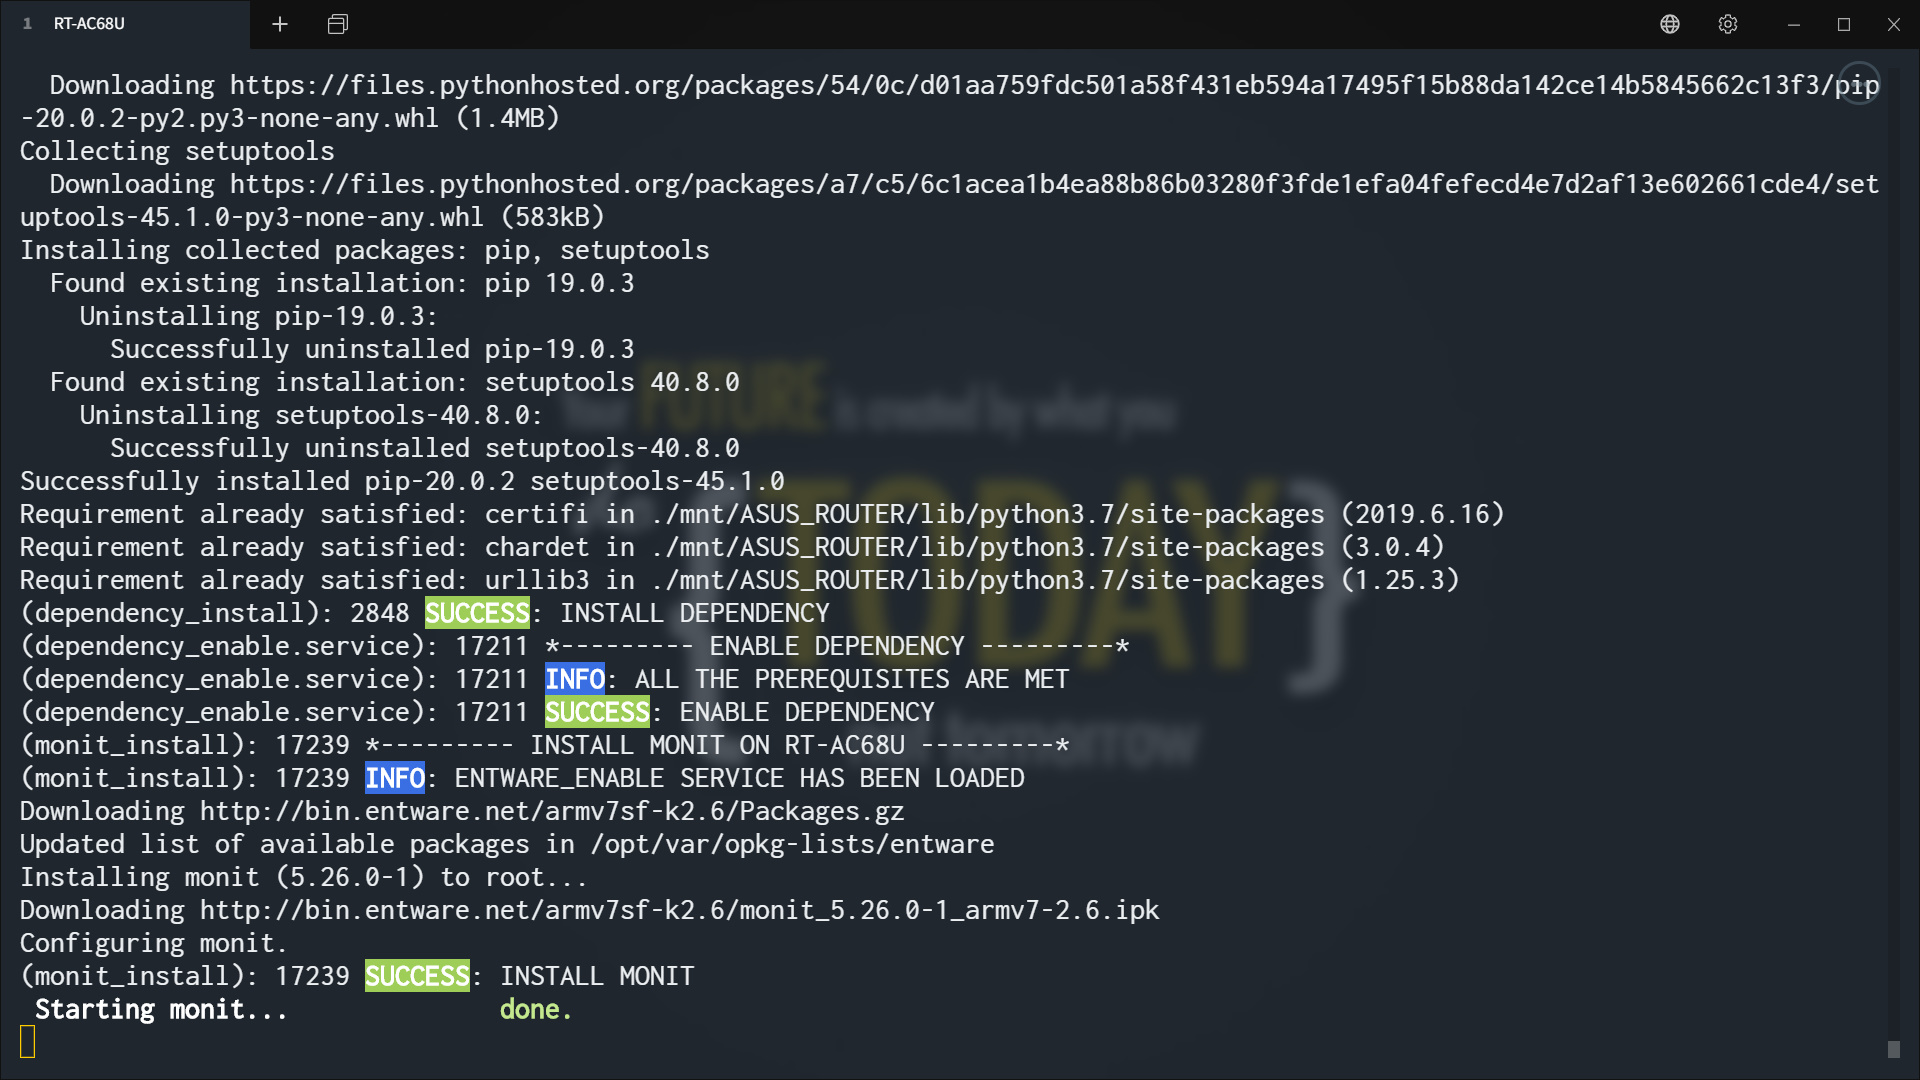 1 RT-AC68U
Downloading https://files.pythonhosted.org/packages/54/0c/d01aa759fdc501a58f431eb594a17495f15b88da142ce14b5845662c13f3/pip
-20.0.2-py2.py3-none-any.whl (1.4MB)
Collecting setuptools
Downloading https://files.pythonhosted.org/packages/a7/c5/6c1acea1b4ea88b86b03280f3fde1efa04fefecd4e7d2af13e602661cde4/set
uptools-45.1.0-py3-none-any.whl (583kB)
Installing collected packages: pip, setuptools
Found existing installation: pip 19.0.3
Uninstalling pip-19.0.3:
Successfully uninstalled pip-19.0.3
Found existing installation: setuptools 40.8.0
Uninstalling setuptools-40.8.0:
Successfully uninstalled setuptools-40.8.0
Successfully installed pip-20.0.2 setuptools-45.1.0
Requirement already satisfied: certifi in ./mnt/ASUS_ROUTER/lib/python3.7/site-packages (2019.6.16)
Requirement already satisfied: chardet in ./mnt/ASUS_ROUTER/lib/python3.7/site-packages (3.0.4)
Requirement already satisfied: urllib3 in ./mnt/ASUS_ROUTER/lib/python3.7/site-packages (1.25.3)
(dependency_install): 2848 SUCCESS: INSTALL DEPENDENCY
(dependency_enable.service): 17211 *--------- ENABLE DEPENDENCY ---------*
(dependency_enable.service): 17211 INFO: ALL THE PREREQUISITES ARE MET
(dependency_enable.service): 17211 SUCCESS: ENABLE DEPENDENCY
(monit_install): 17239 *--------- INSTALL MONIT ON RT-AC68U ---------*
(monit_install): 17239 INFO: ENTWARE_ENABLE SERVICE HAS BEEN LOADED
Downloading http://bin.entware.net/armv7sf-k2.6/Packages.gz
Updated list of available packages in /opt/var/opkg-lists/entware
Installing monit (5.26.0-1) to root...
Downloading http://bin.entware.net/armv7sf-k2.6/monit_5.26.0-1_armv7-2.6.ipk
Configuring monit.
(monit_install): 17239 SUCCESS: INSTALL MONIT
Starting monit... done.
Your FUTURE is created by what you
{TODAY}
tomorrow